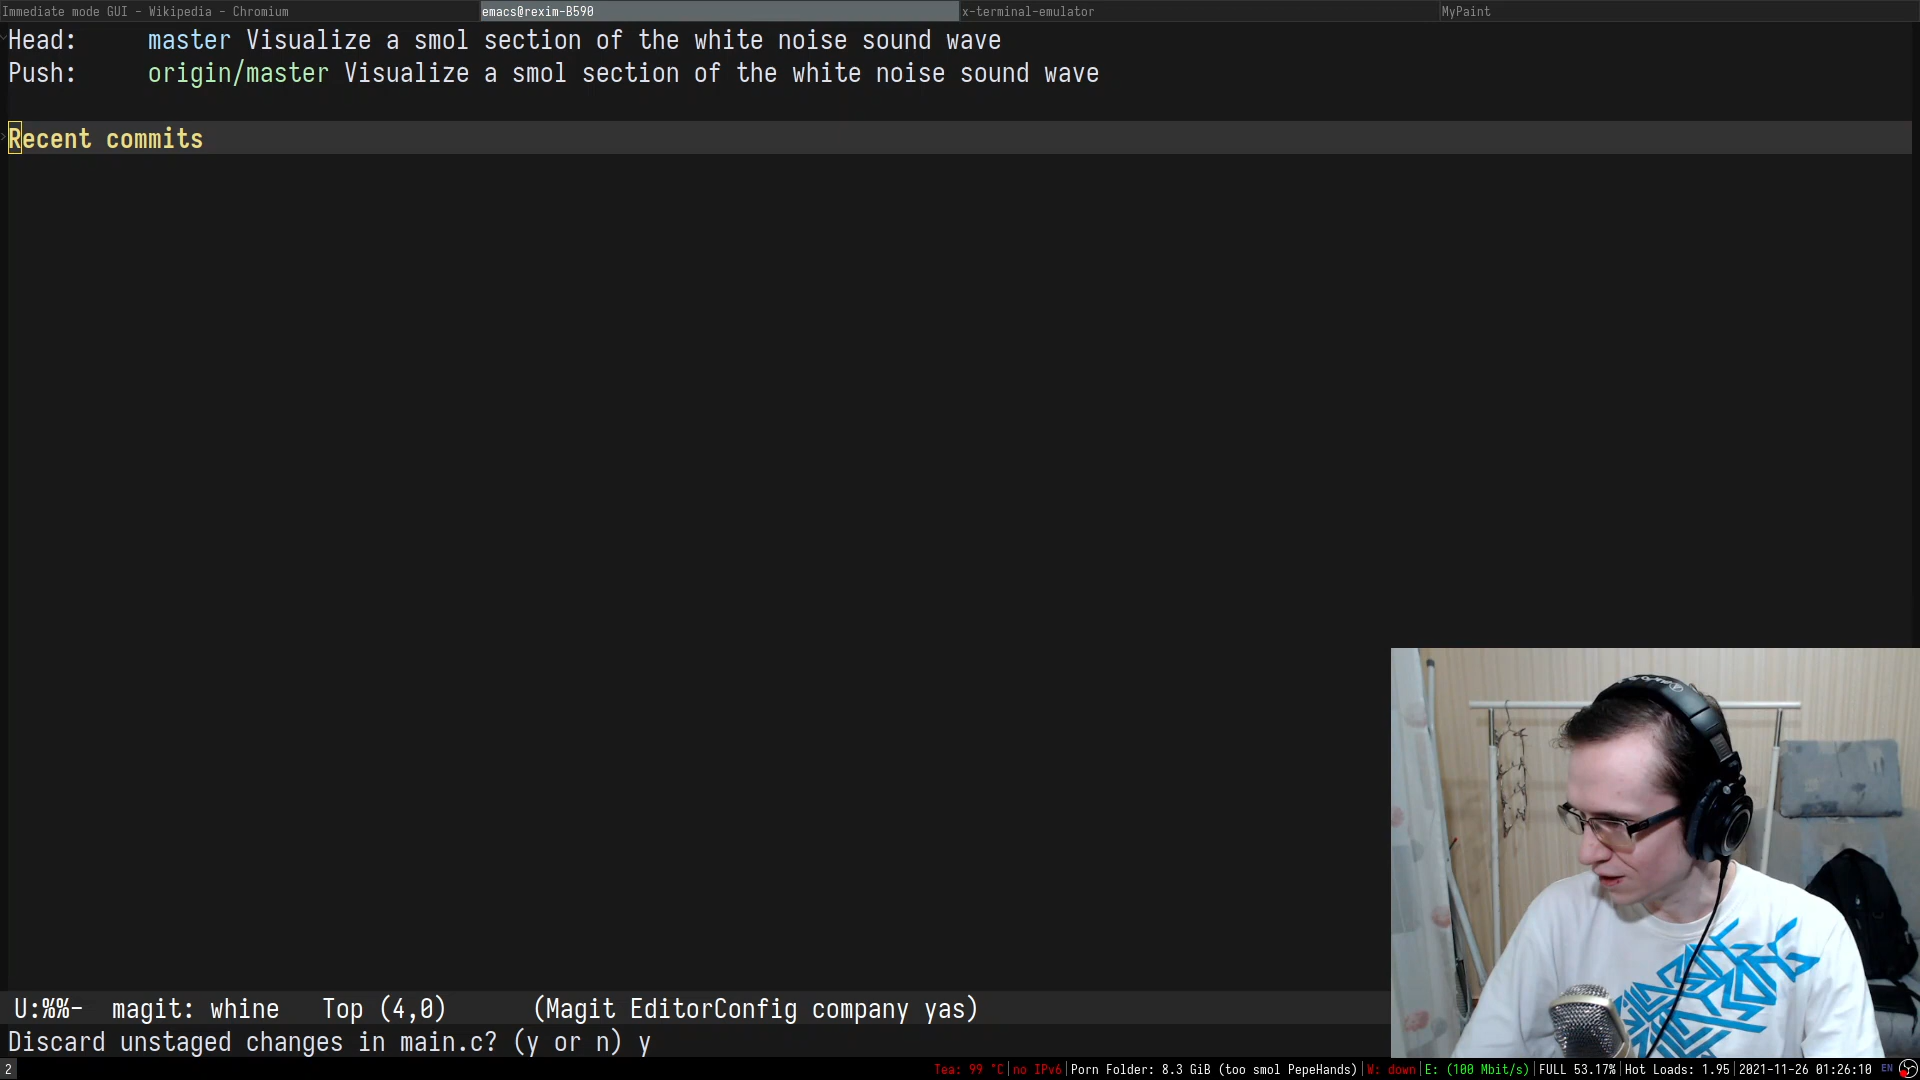 Immediate mode GUI - Wikipedia - Chromium
emacs@rexim-B590
x-terminal-emulator
MyPaint
Head:     master Visualize a smol section of the white noise sound wave
Push:     origin/master Visualize a smol section of the white noise sound wave
Recent commits
U:%%-  magit: whine   Top (4,0)      (Magit EditorConfig company yas)
Discard unstaged changes in main.c? (y or n) y
2
Tea: 99 °C|no IPv6|Porn Folder: 8.3 GiB (too smol PepeHands)|W: down|E: (100 Mbit/s)|FULL 53.17%|Hot Loads: 1.95|2021-11-26 01:26:10 EN